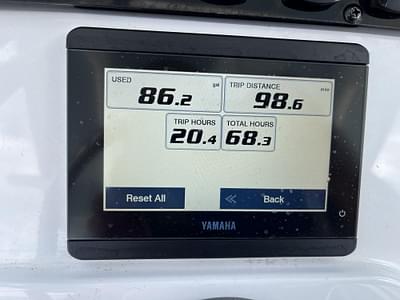 USED gal TRIP DISTANCE
86.2 98.6
TRIP HOURS TOTAL HOURS
20.4 68.3
Reset All Back
YAMAHA